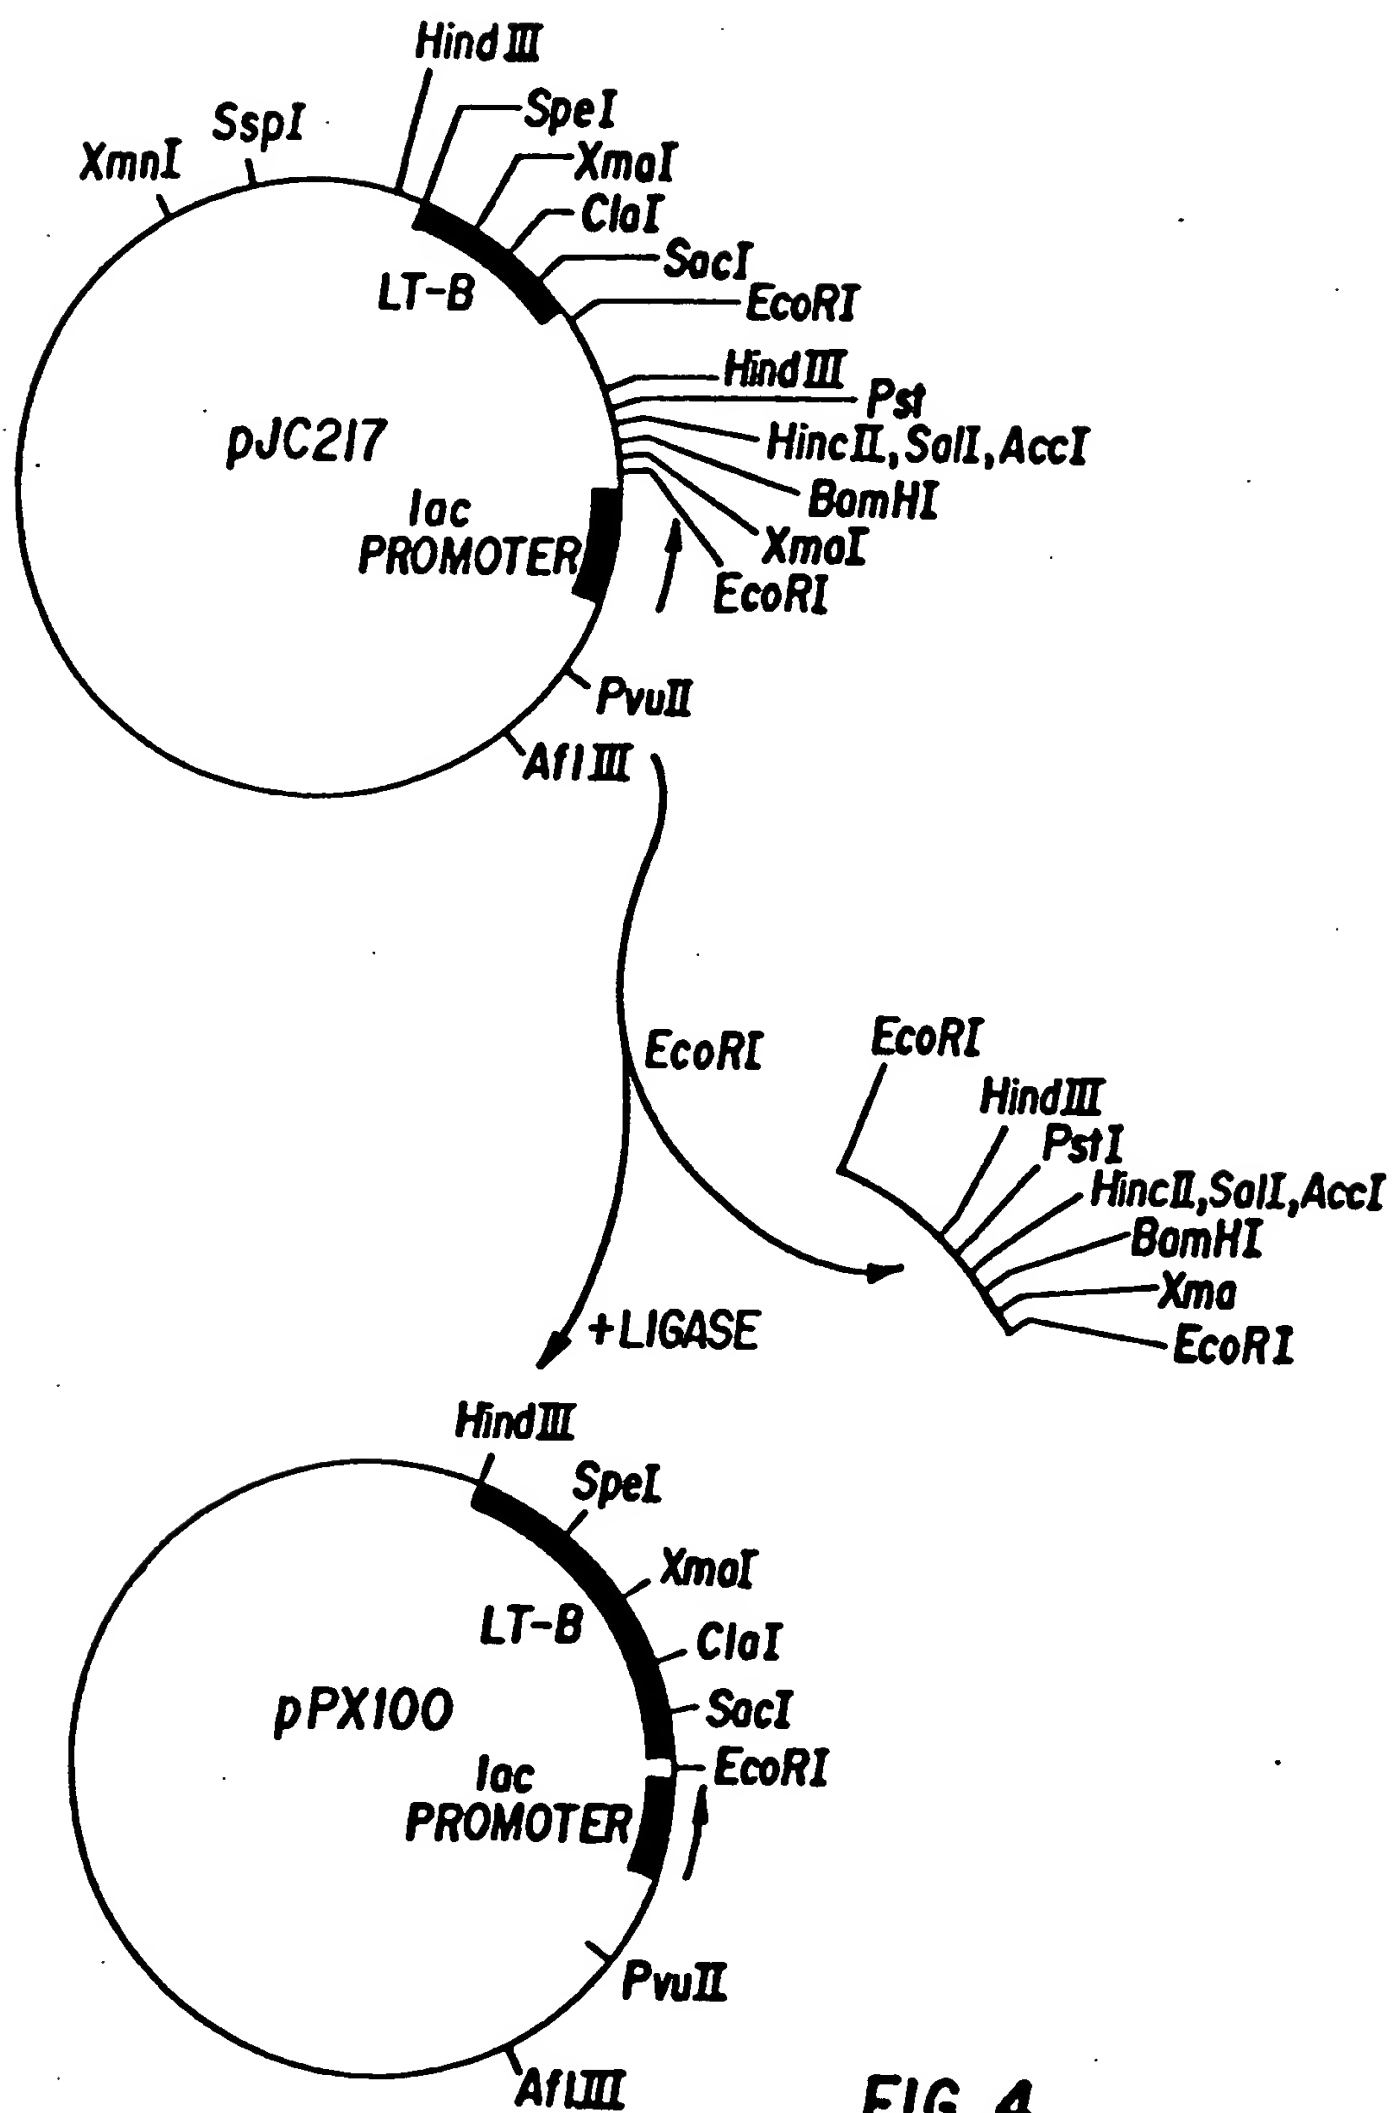 HindIII
SspI
SpeI
XmnI
XmaI
ClaI
SacI
LT-B
EcoRI
HindIII
Pst
pJC217
HincII, SalI, AccI
BamHI
lac
PROMOTER
XmaI
EcoRI
PvuII
AflIII
EcoRI
EcoRI
HindIII
PstI
HincII, SalI, AccI
BamHI
Xma
EcoRI
+LIGASE
HindIII
SpeI
XmaI
LT-B
ClaI
pPX100
SacI
EcoRI
lac
PROMOTER
PvuII
AflIII
FIG. 4